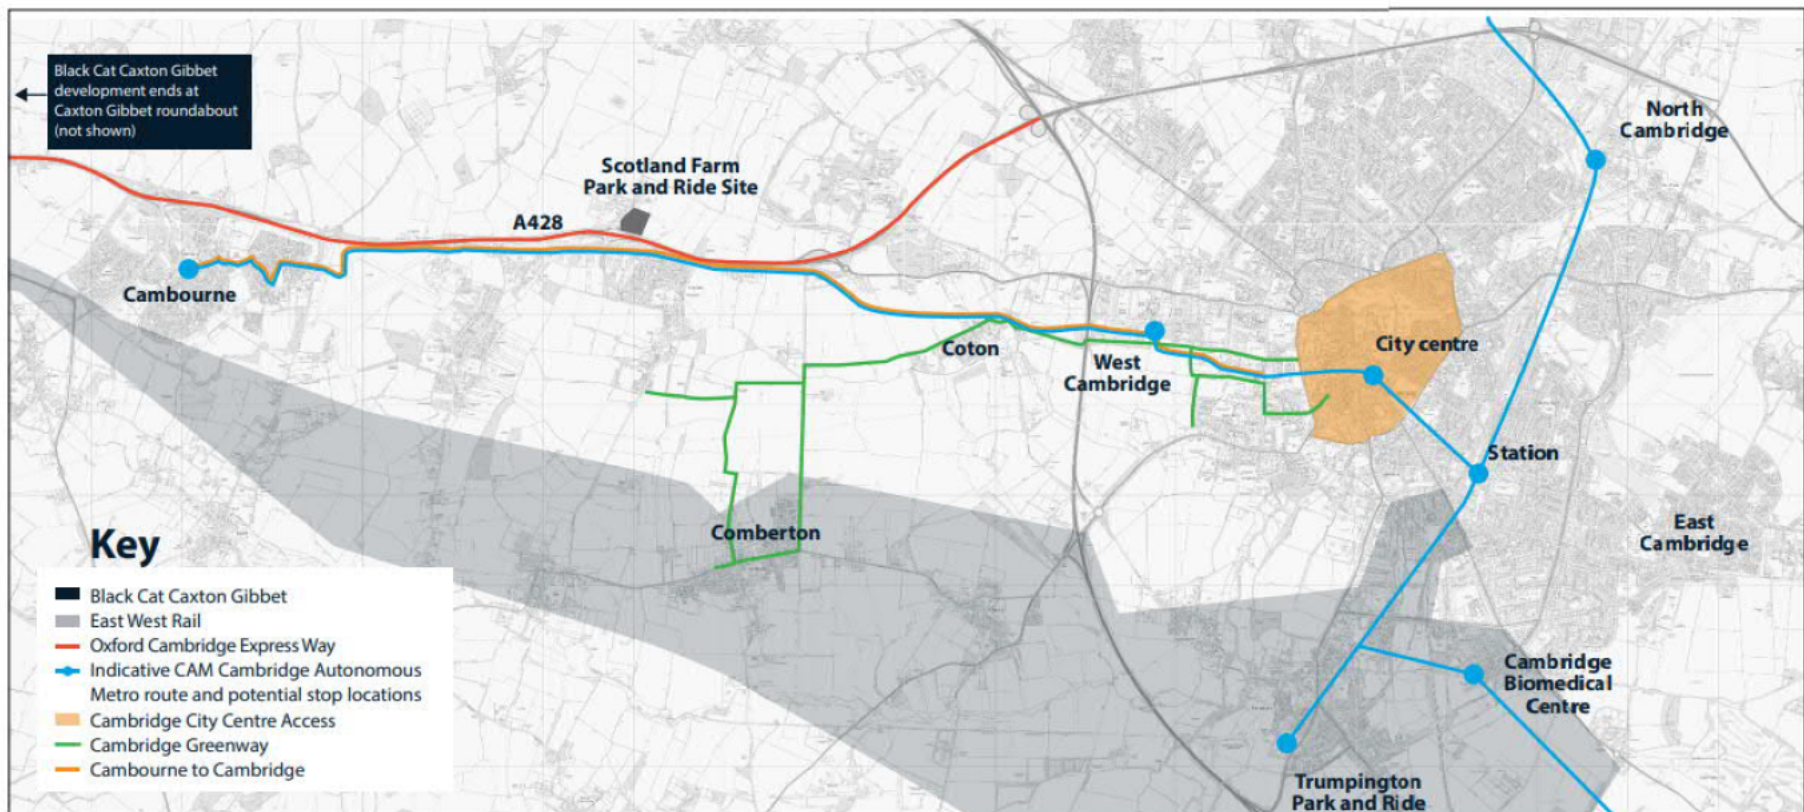 Black Cat Caxton Gibbet
development ends at
Caxton Gibbet roundabout
(not shown)
North
Cambridge
Scotland Farm
Park and Ride Site
A428
Cambourne
Coton
West
Cambridge
City centre
Station
Comberton
East
Cambridge
Cambridge
Biomedical
Centre
Trumpington
Park and Ride
Key
Black Cat Caxton Gibbet
East West Rail
Oxford Cambridge Express Way
Indicative CAM Cambridge Autonomous
Metro route and potential stop locations
Cambridge City Centre Access
Cambridge Greenway
Cambourne to Cambridge